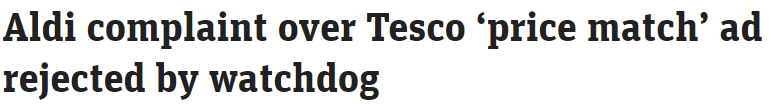 Aldi complaint over Tesco ‘price match’ ad
rejected by watchdog